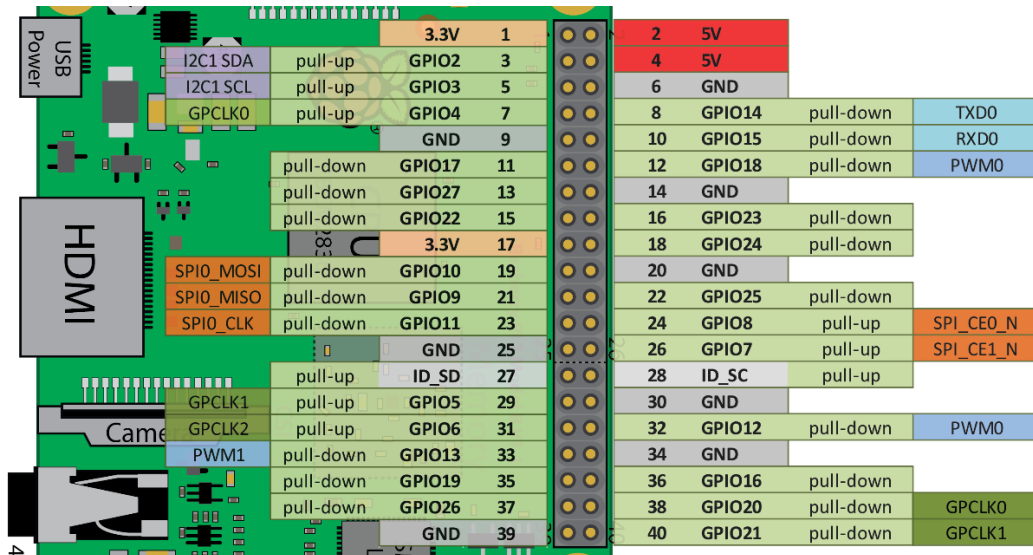 USB
Power
3.3V 1 2 5V
I2C1 SDA pull-up GPIO2 3 4 5V
I2C1 SCL pull-up GPIO3 5 6 GND
GPCLK0 pull-up GPIO4 7 8 GPIO14 pull-down TXD0
GND 9 10 GPIO15 pull-down RXD0
pull-down GPIO17 11 12 GPIO18 pull-down PWM0
pull-down GPIO27 13 14 GND
pull-down GPIO22 15 16 GPIO23 pull-down
3.3V 17 18 GPIO24 pull-down
HDMI
SPI0_MOSI pull-down GPIO10 19 20 GND
SPI0_MISO pull-down GPIO9 21 22 GPIO25 pull-down
SPI0_CLK pull-down GPIO11 23 24 GPIO8 pull-up SPI_CE0_N
GND 25 26 GPIO7 pull-up SPI_CE1_N
pull-up ID_SD 27 28 ID_SC pull-up
GPCLK1 pull-up GPIO5 29 30 GND
GPCLK2 pull-up GPIO6 31 32 GPIO12 pull-down PWM0
Camera
PWM1 pull-down GPIO13 33 34 GND
pull-down GPIO19 35 36 GPIO16 pull-down
pull-down GPIO26 37 38 GPIO20 pull-down GPCLK0
GND 39 40 GPIO21 pull-down GPCLK1